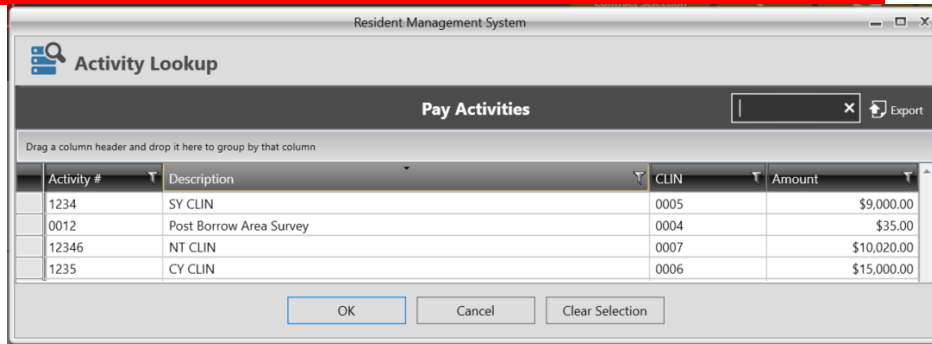 Resident Management System
Activity Lookup
Pay Activities
Export
Drag a column header and drop it here to group by that column
Activity # Description CLIN Amount
1234 SY CLIN 0005 $9,000.00
0012 Post Borrow Area Survey 0004 $35.00
12346 NT CLIN 0007 $10,020.00
1235 CY CLIN 0006 $15,000.00
OK Cancel Clear Selection